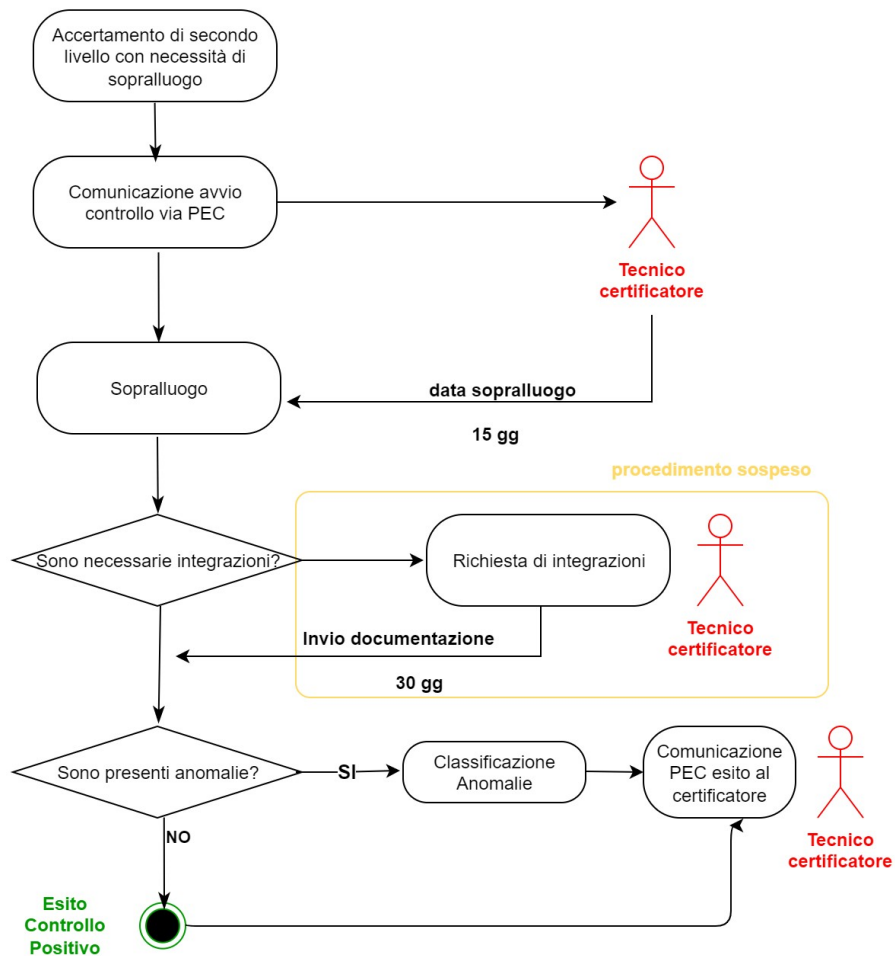 Accertamento di secondo
livello con necessità di
sopralluogo
Comunicazione avvio
controllo via PEC
Tecnico
certificatore
Sopralluogo
data sopralluogo
15 gg
procedimento sospeso
Sono necessarie integrazioni?
Richiesta di integrazioni
Tecnico
certificatore
Invio documentazione
30 gg
Sono presenti anomalie?
SI
Classificazione
Anomalie
Comunicazione
PEC esito al
certificatore
Tecnico
certificatore
NO
Esito
Controllo
Positivo